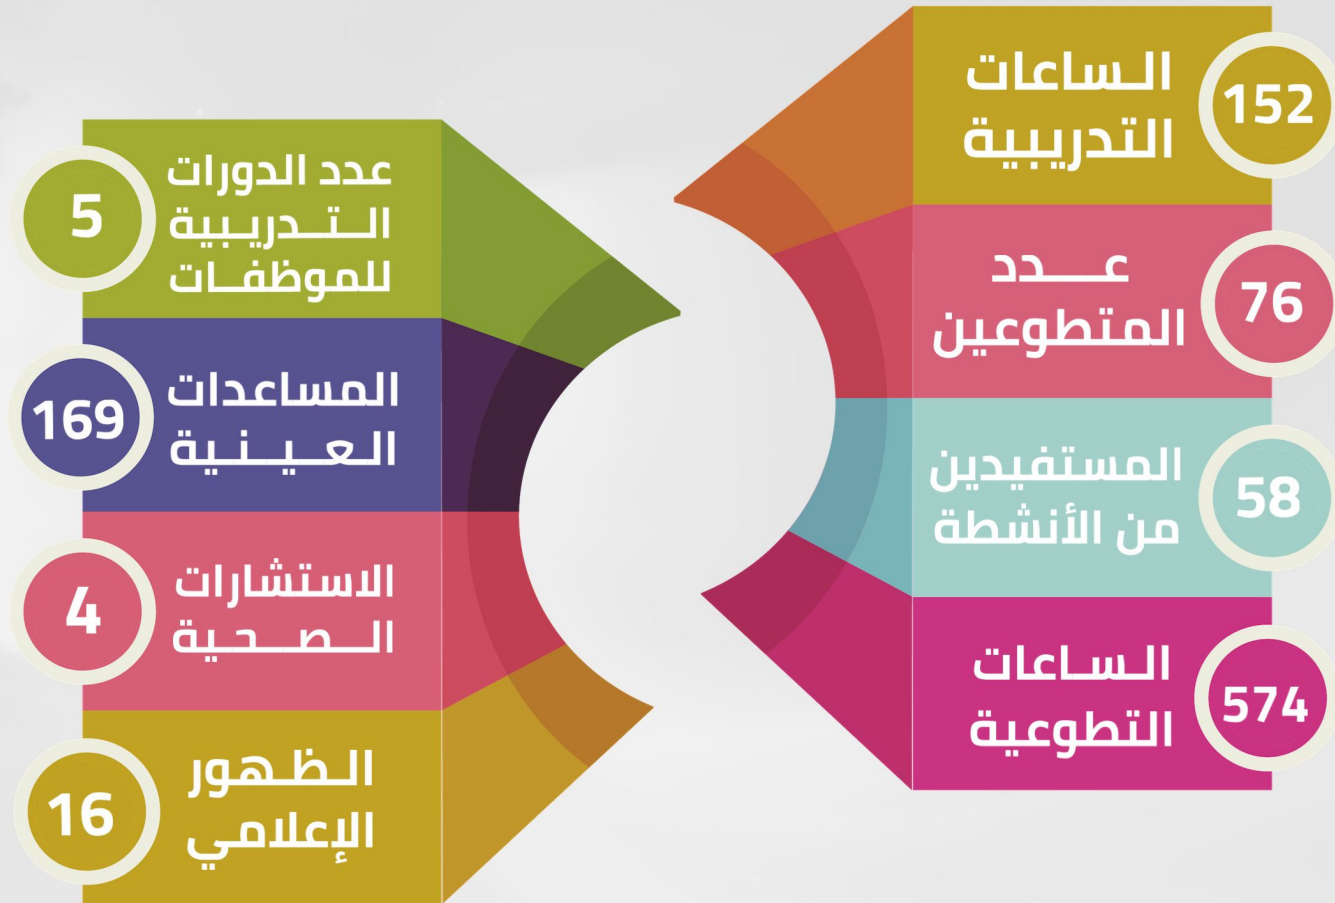 الساعات
التدريبية
152
عدد
المتطوعين
76
المستفيدين
من الأنشطة
58
الساعات
التطوعية
574
عدد الدورات
التدريبية
للموظفات
5
المساعدات
العينية
169
الاستشارات
الصحية
4
الظهور
الإعلامي
16